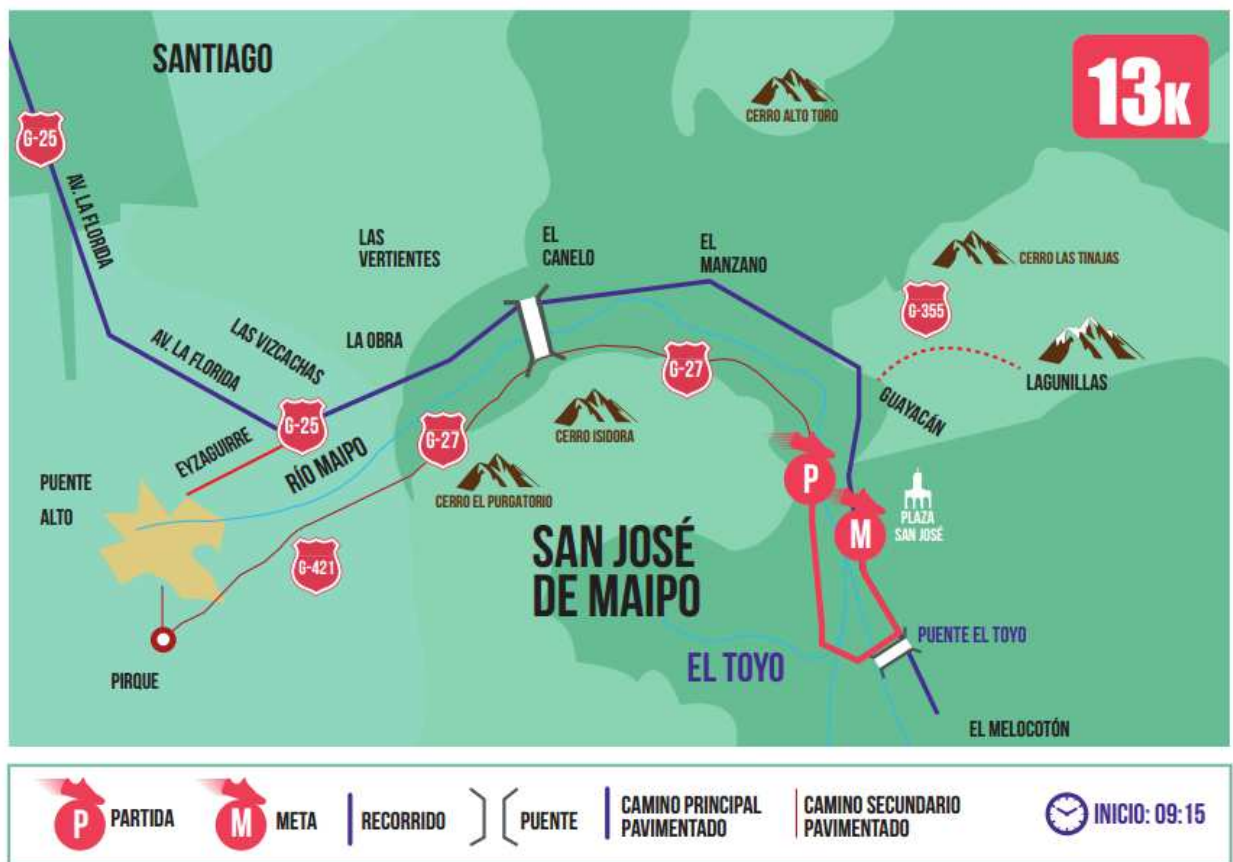 SANTIAGO
13K
G-25
CERRO ALTO TORO
AV. LA FLORIDA
LAS
VERTIENTES
EL
CANELO
EL
MANZANO
CERRO LAS TINAJAS
G-355
AV. LA FLORIDA
LAS VIZCACHAS
LA OBRA
G-27
LAGUNILLAS
GUAYACÁN
G-25
EYZAGUIRRE
RÍO MAIPO
G-27
CERRO ISIDORA
PUENTE
ALTO
CERRO EL PURGATORIO
P
M
PLAZA
SAN JOSÉ
G-421
SAN JOSÉ
DE MAIPO
PUENTE EL TOYO
EL TOYO
PIRQUE
EL MELOCOTÓN
P PARTIDA
M META
RECORRIDO
PUENTE
CAMINO PRINCIPAL
PAVIMENTADO
CAMINO SECUNDARIO
PAVIMENTADO
INICIO: 09:15